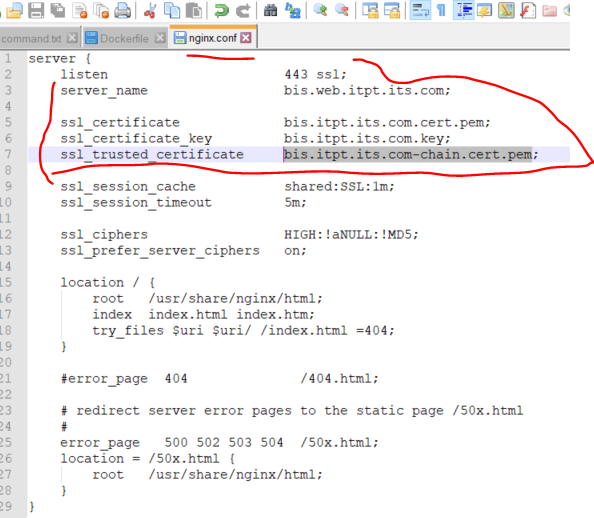 command.txt Dockerfile nginx.conf
1 server {
2 listen 443 ssl;
3 server_name bis.web.itpt.its.com;
4
5 ssl_certificate bis.itpt.its.com.cert.pem;
6 ssl_certificate_key bis.itpt.its.com.key;
7 ssl_trusted_certificate bis.itpt.its.com-chain.cert.pem;
8
9 ssl_session_cache shared:SSL:1m;
10 ssl_session_timeout 5m;
11
12 ssl_ciphers HIGH:!aNULL:!MD5;
13 ssl_prefer_server_ciphers on;
14
15 location / {
16 root /usr/share/nginx/html;
17 index index.html index.htm;
18 try_files $uri $uri/ /index.html =404;
19 }
20
21 #error_page 404 /404.html;
22
23 # redirect server error pages to the static page /50x.html
24 #
25 error_page 500 502 503 504 /50x.html;
26 location = /50x.html {
27 root /usr/share/nginx/html;
28 }
29 }